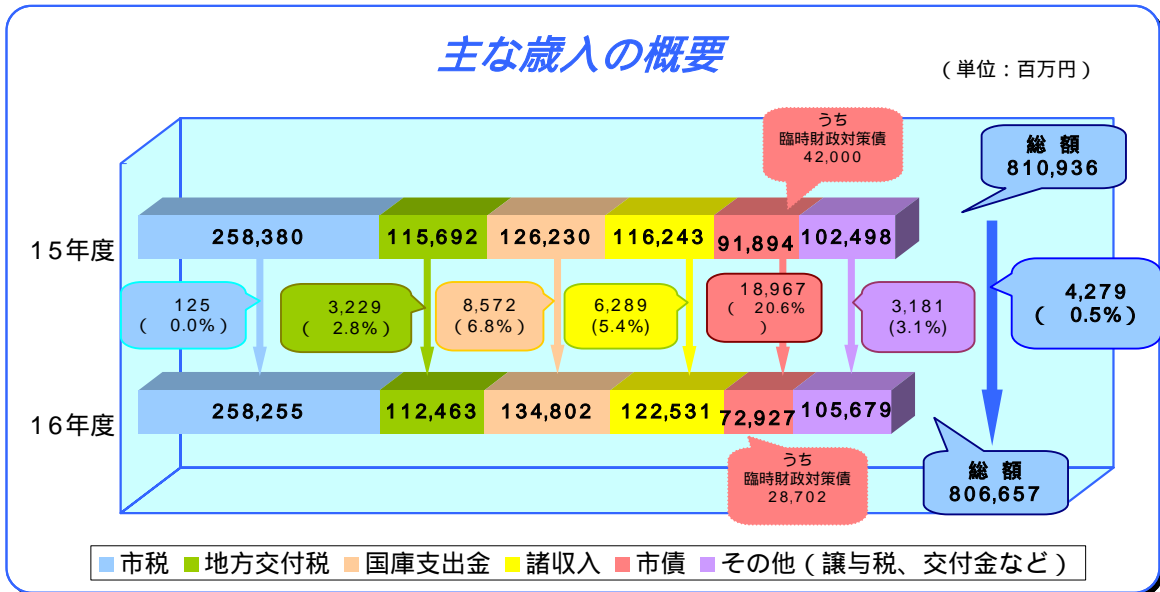 主な歳入の概要
（単位：百万円）
うち
臨時財政対策債
42,000
総 額
810,936
15年度
258,380
115,692
126,230
116,243
91,894
102,498
125
( 0.0%)
3,229
( 2.8%)
8,572
(6.8%)
6,289
(5.4%)
18,967
( 20.6%
)
3,181
(3.1%)
4,279
( 0.5%)
16年度
258,255
112,463
134,802
122,531
72,927
105,679
うち
臨時財政対策債
28,702
総 額
806,657
市税 地方交付税 国庫支出金 諸収入 市債 その他（譲与税、交付金など）